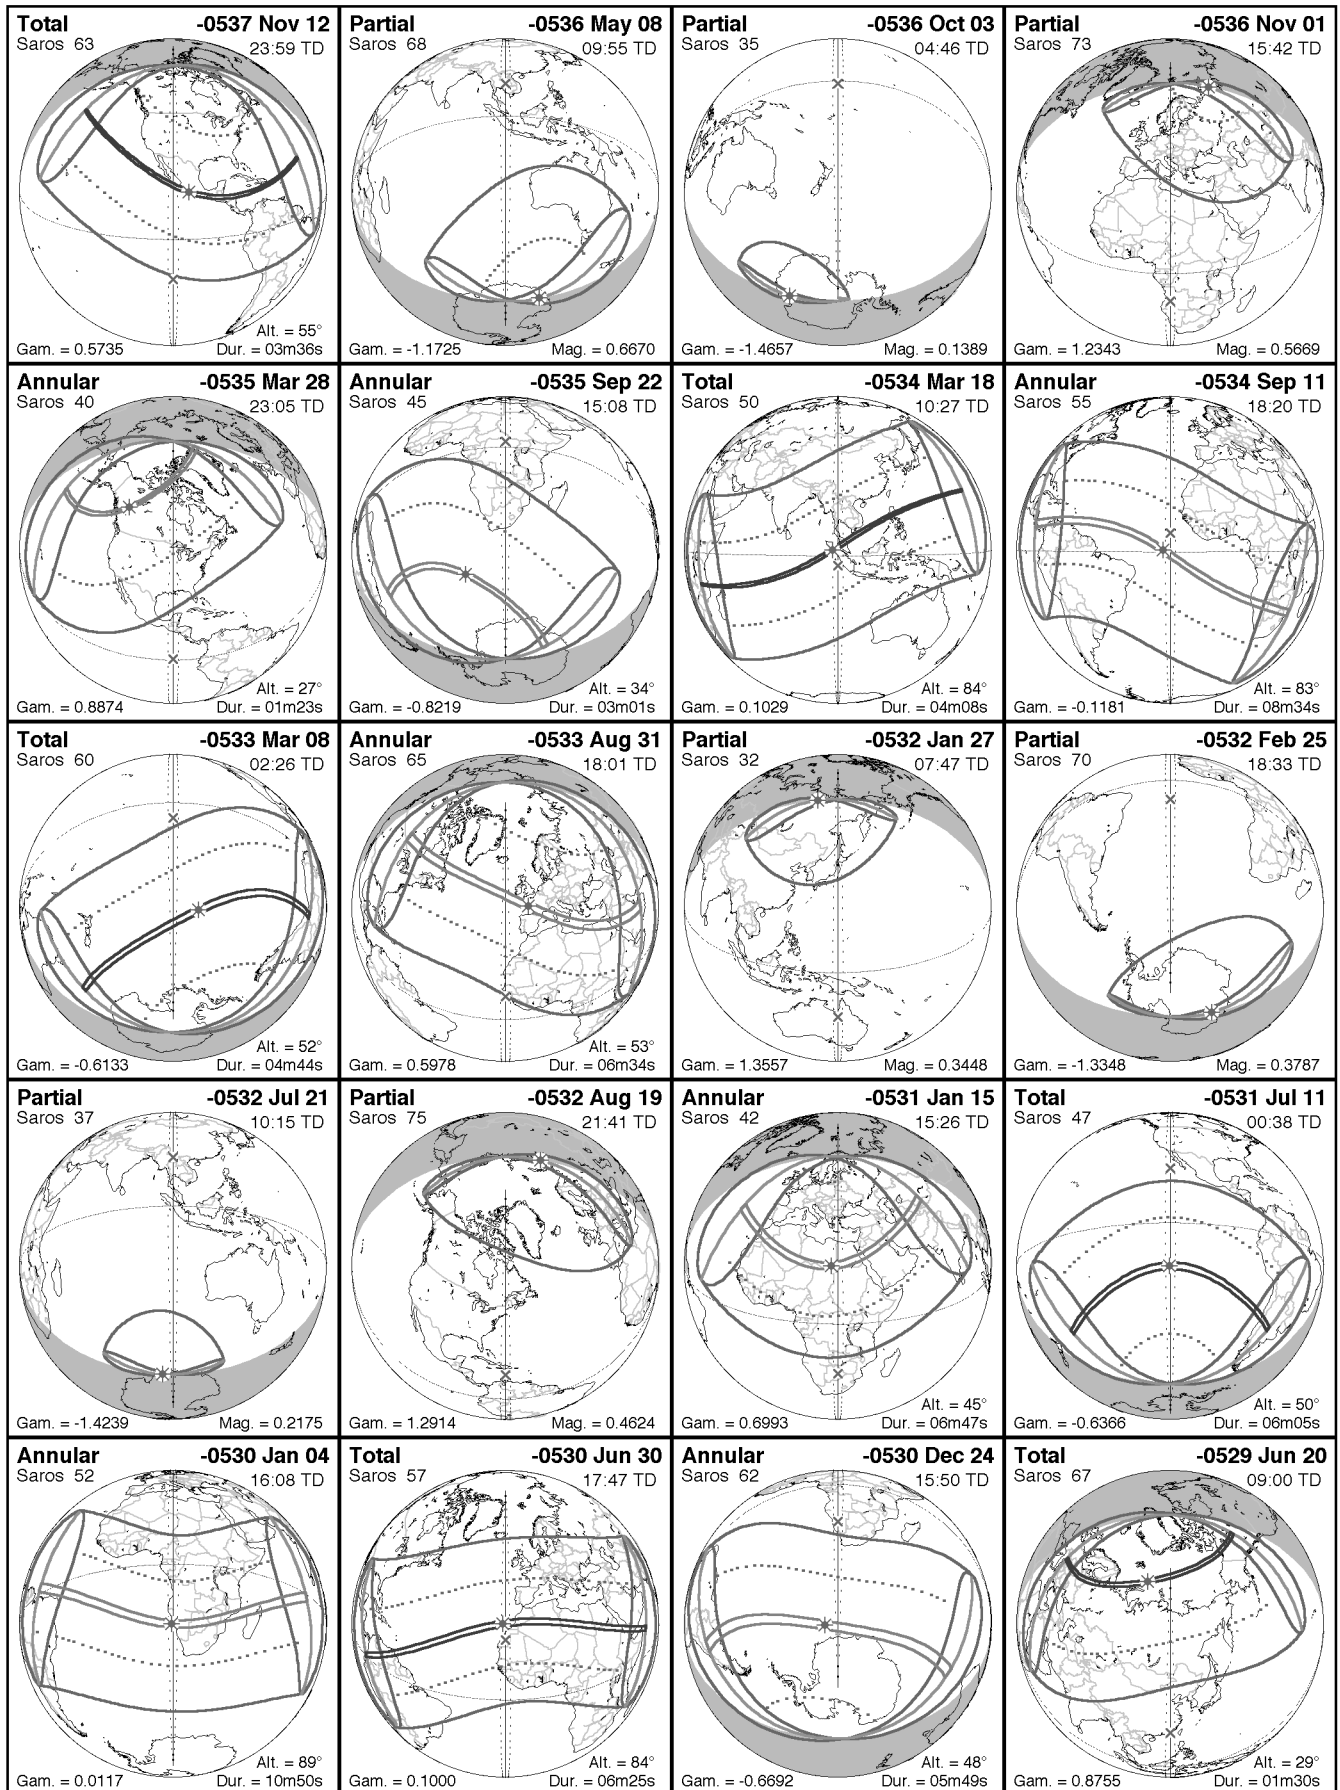 Total -0537 Nov 12
Saros 63 23:59 TD
Alt. = 55°
Gam. = 0.5735 Dur. = 03m36s
Partial -0536 May 08
Saros 68 09:55 TD
Gam. = -1.1725 Mag. = 0.6670
Partial -0536 Oct 03
Saros 35 04:46 TD
Gam. = -1.4657 Mag. = 0.1389
Partial -0536 Nov 01
Saros 73 15:42 TD
Gam. = 1.2343 Mag. = 0.5669
Annular -0535 Mar 28
Saros 40 23:05 TD
Alt. = 27°
Gam. = 0.8874 Dur. = 01m23s
Annular -0535 Sep 22
Saros 45 15:08 TD
Alt. = 34°
Gam. = -0.8219 Dur. = 03m01s
Total -0534 Mar 18
Saros 50 10:27 TD
Alt. = 84°
Gam. = 0.1029 Dur. = 04m08s
Annular -0534 Sep 11
Saros 55 18:20 TD
Alt. = 83°
Gam. = -0.1181 Dur. = 08m34s
Total -0533 Mar 08
Saros 60 02:26 TD
Alt. = 52°
Gam. = -0.6133 Dur. = 04m44s
Annular -0533 Aug 31
Saros 65 18:01 TD
Alt. = 53°
Gam. = 0.5978 Dur. = 06m34s
Partial -0532 Jan 27
Saros 32 07:47 TD
Gam. = 1.3557 Mag. = 0.3448
Partial -0532 Feb 25
Saros 70 18:33 TD
Gam. = -1.3348 Mag. = 0.3787
Partial -0532 Jul 21
Saros 37 10:15 TD
Gam. = -1.4239 Mag. = 0.2175
Partial -0532 Aug 19
Saros 75 21:41 TD
Gam. = 1.2914 Mag. = 0.4624
Annular -0531 Jan 15
Saros 42 15:26 TD
Alt. = 45°
Gam. = 0.6993 Dur. = 06m47s
Total -0531 Jul 11
Saros 47 00:38 TD
Alt. = 50°
Gam. = -0.6366 Dur. = 06m05s
Annular -0530 Jan 04
Saros 52 16:08 TD
Alt. = 89°
Gam. = 0.0117 Dur. = 10m50s
Total -0530 Jun 30
Saros 57 17:47 TD
Alt. = 84°
Gam. = 0.1000 Dur. = 06m25s
Annular -0530 Dec 24
Saros 62 15:50 TD
Alt. = 48°
Gam. = -0.6692 Dur. = 05m49s
Total -0529 Jun 20
Saros 67 09:00 TD
Alt. = 29°
Gam. = 0.8755 Dur. = 01m30s